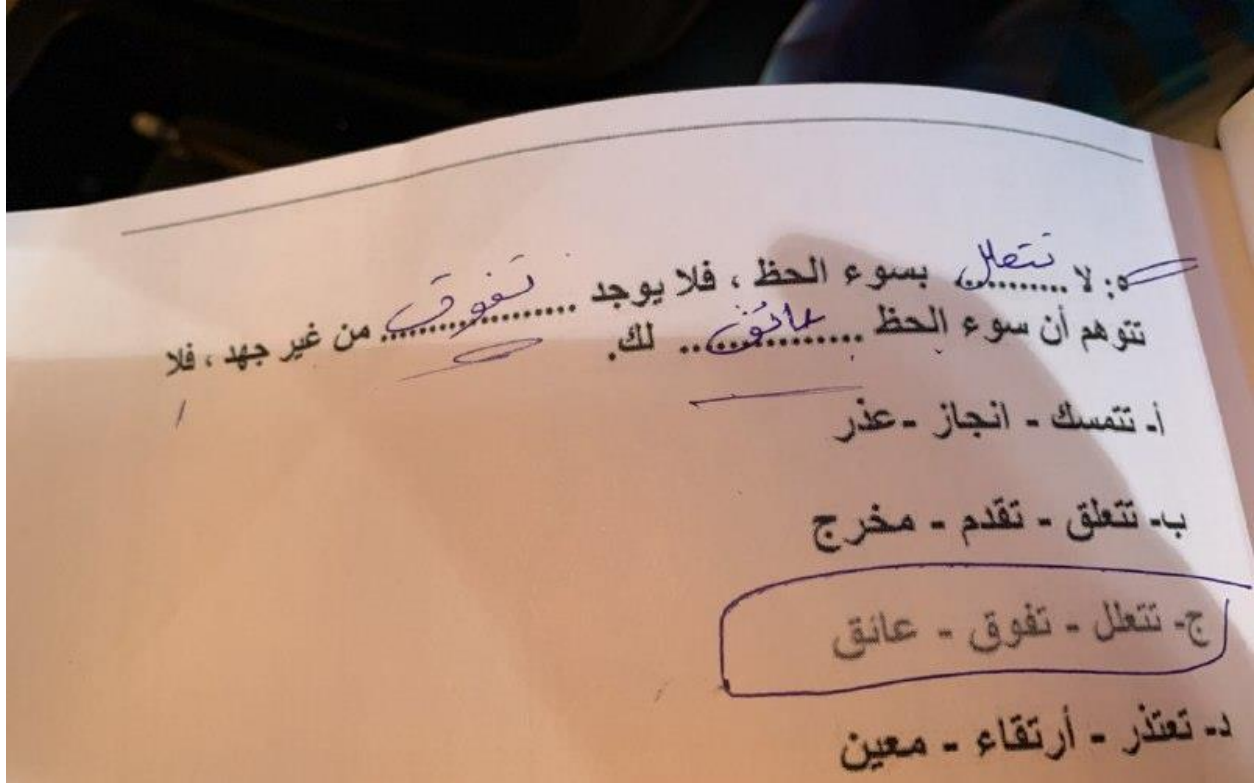 ٥: لا تتعلل بسوء الحظ ، فلا يوجد تفوق من غير جهد ، فلا
تتوهم أن سوء الحظ عائق لك.
أ- تتمسك - انجاز - عذر
ب- تتعلق - تقدم - مخرج
ج- تتعلل - تفوق - عائق
د- تعتذر - أرتقاء - معين